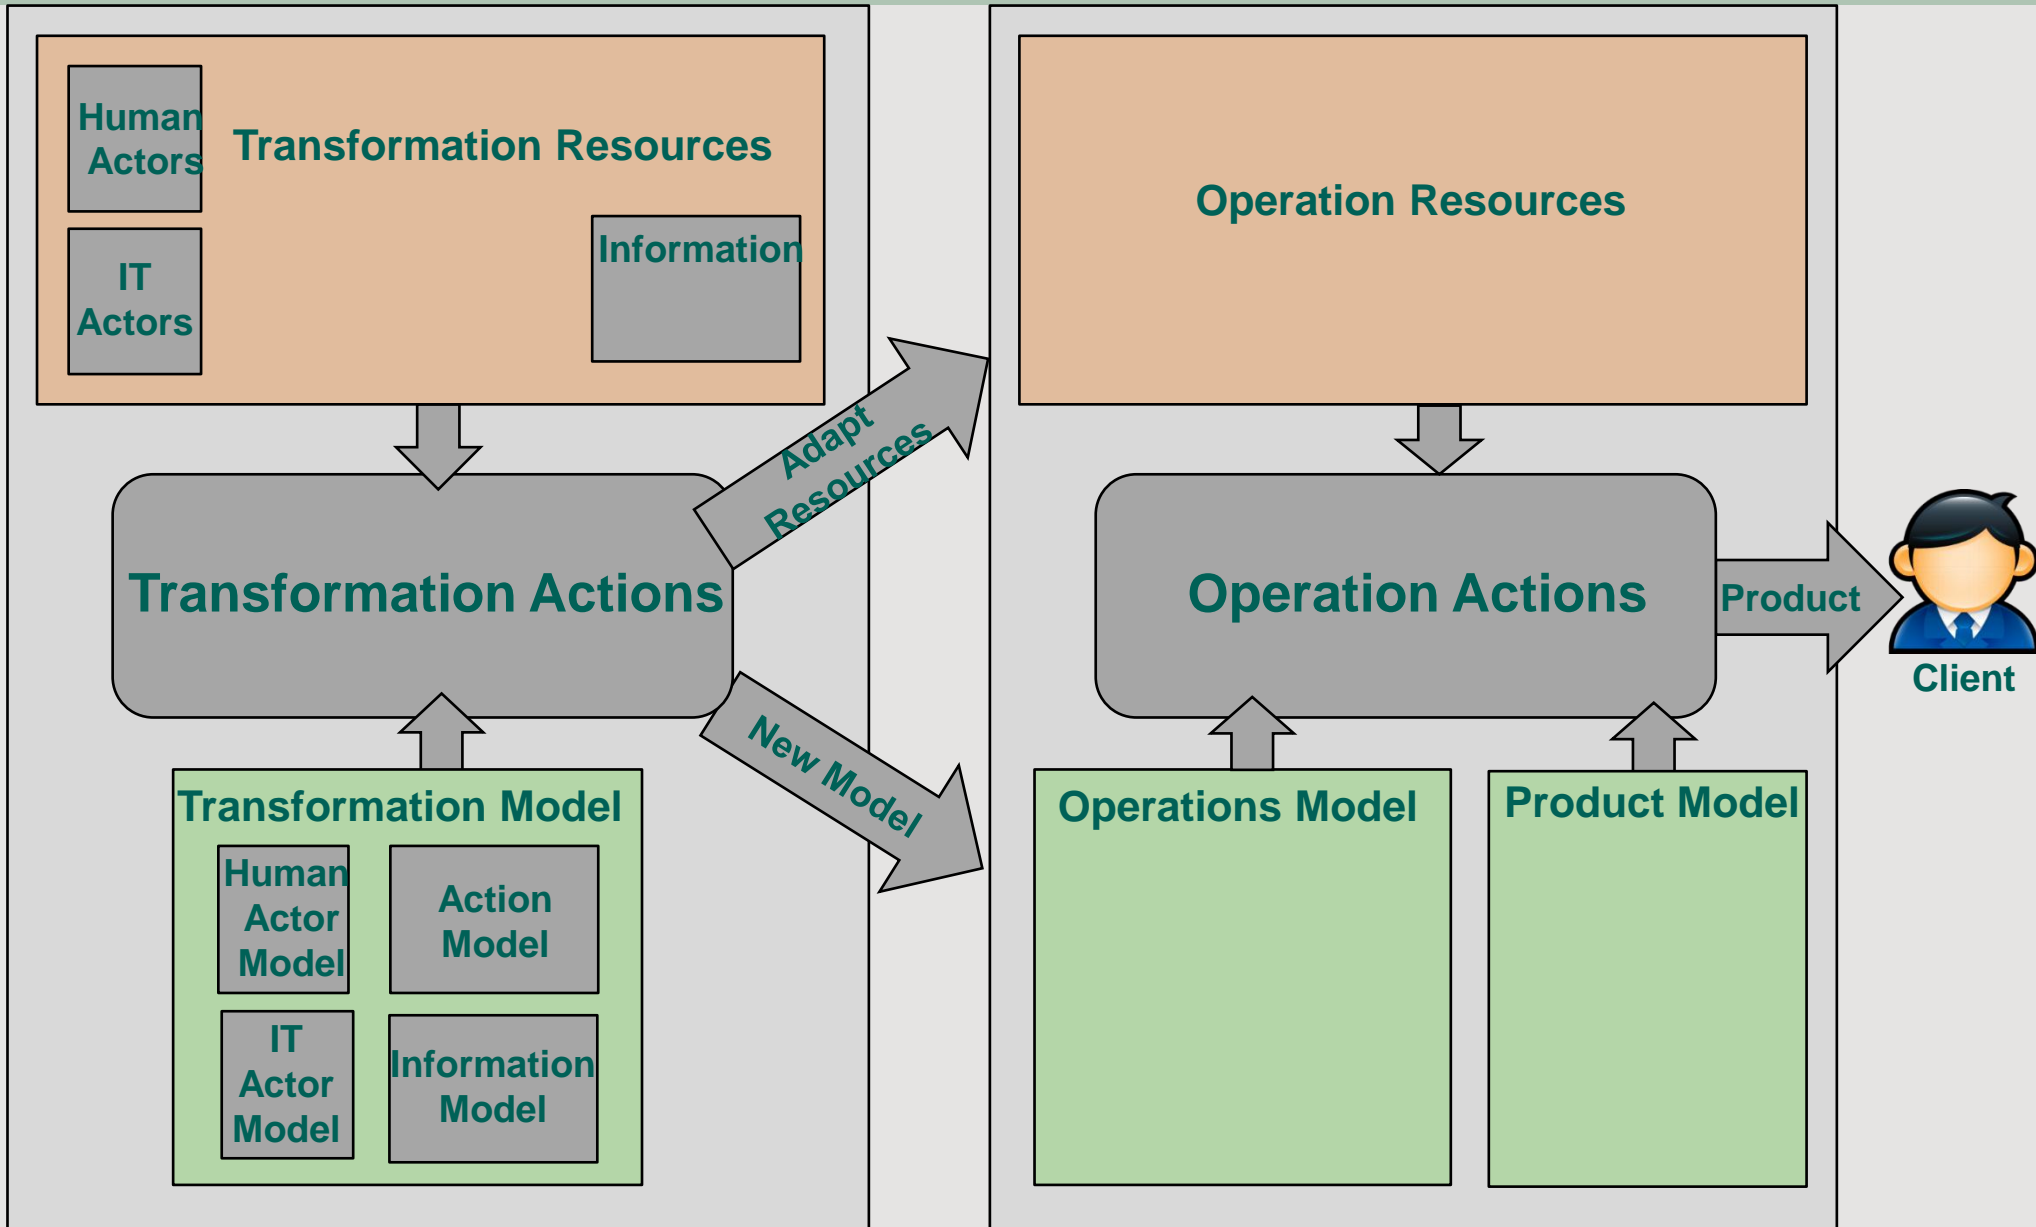 Human
Actors
Transformation Resources
IT
Actors
Information
Adapt
Resources
Transformation Actions
New Model
Transformation Model
Human
Actor
Model
Action
Model
IT
Actor
Model
Information
Model
Operation Resources
Operation Actions
Product
Client
Operations Model
Product Model